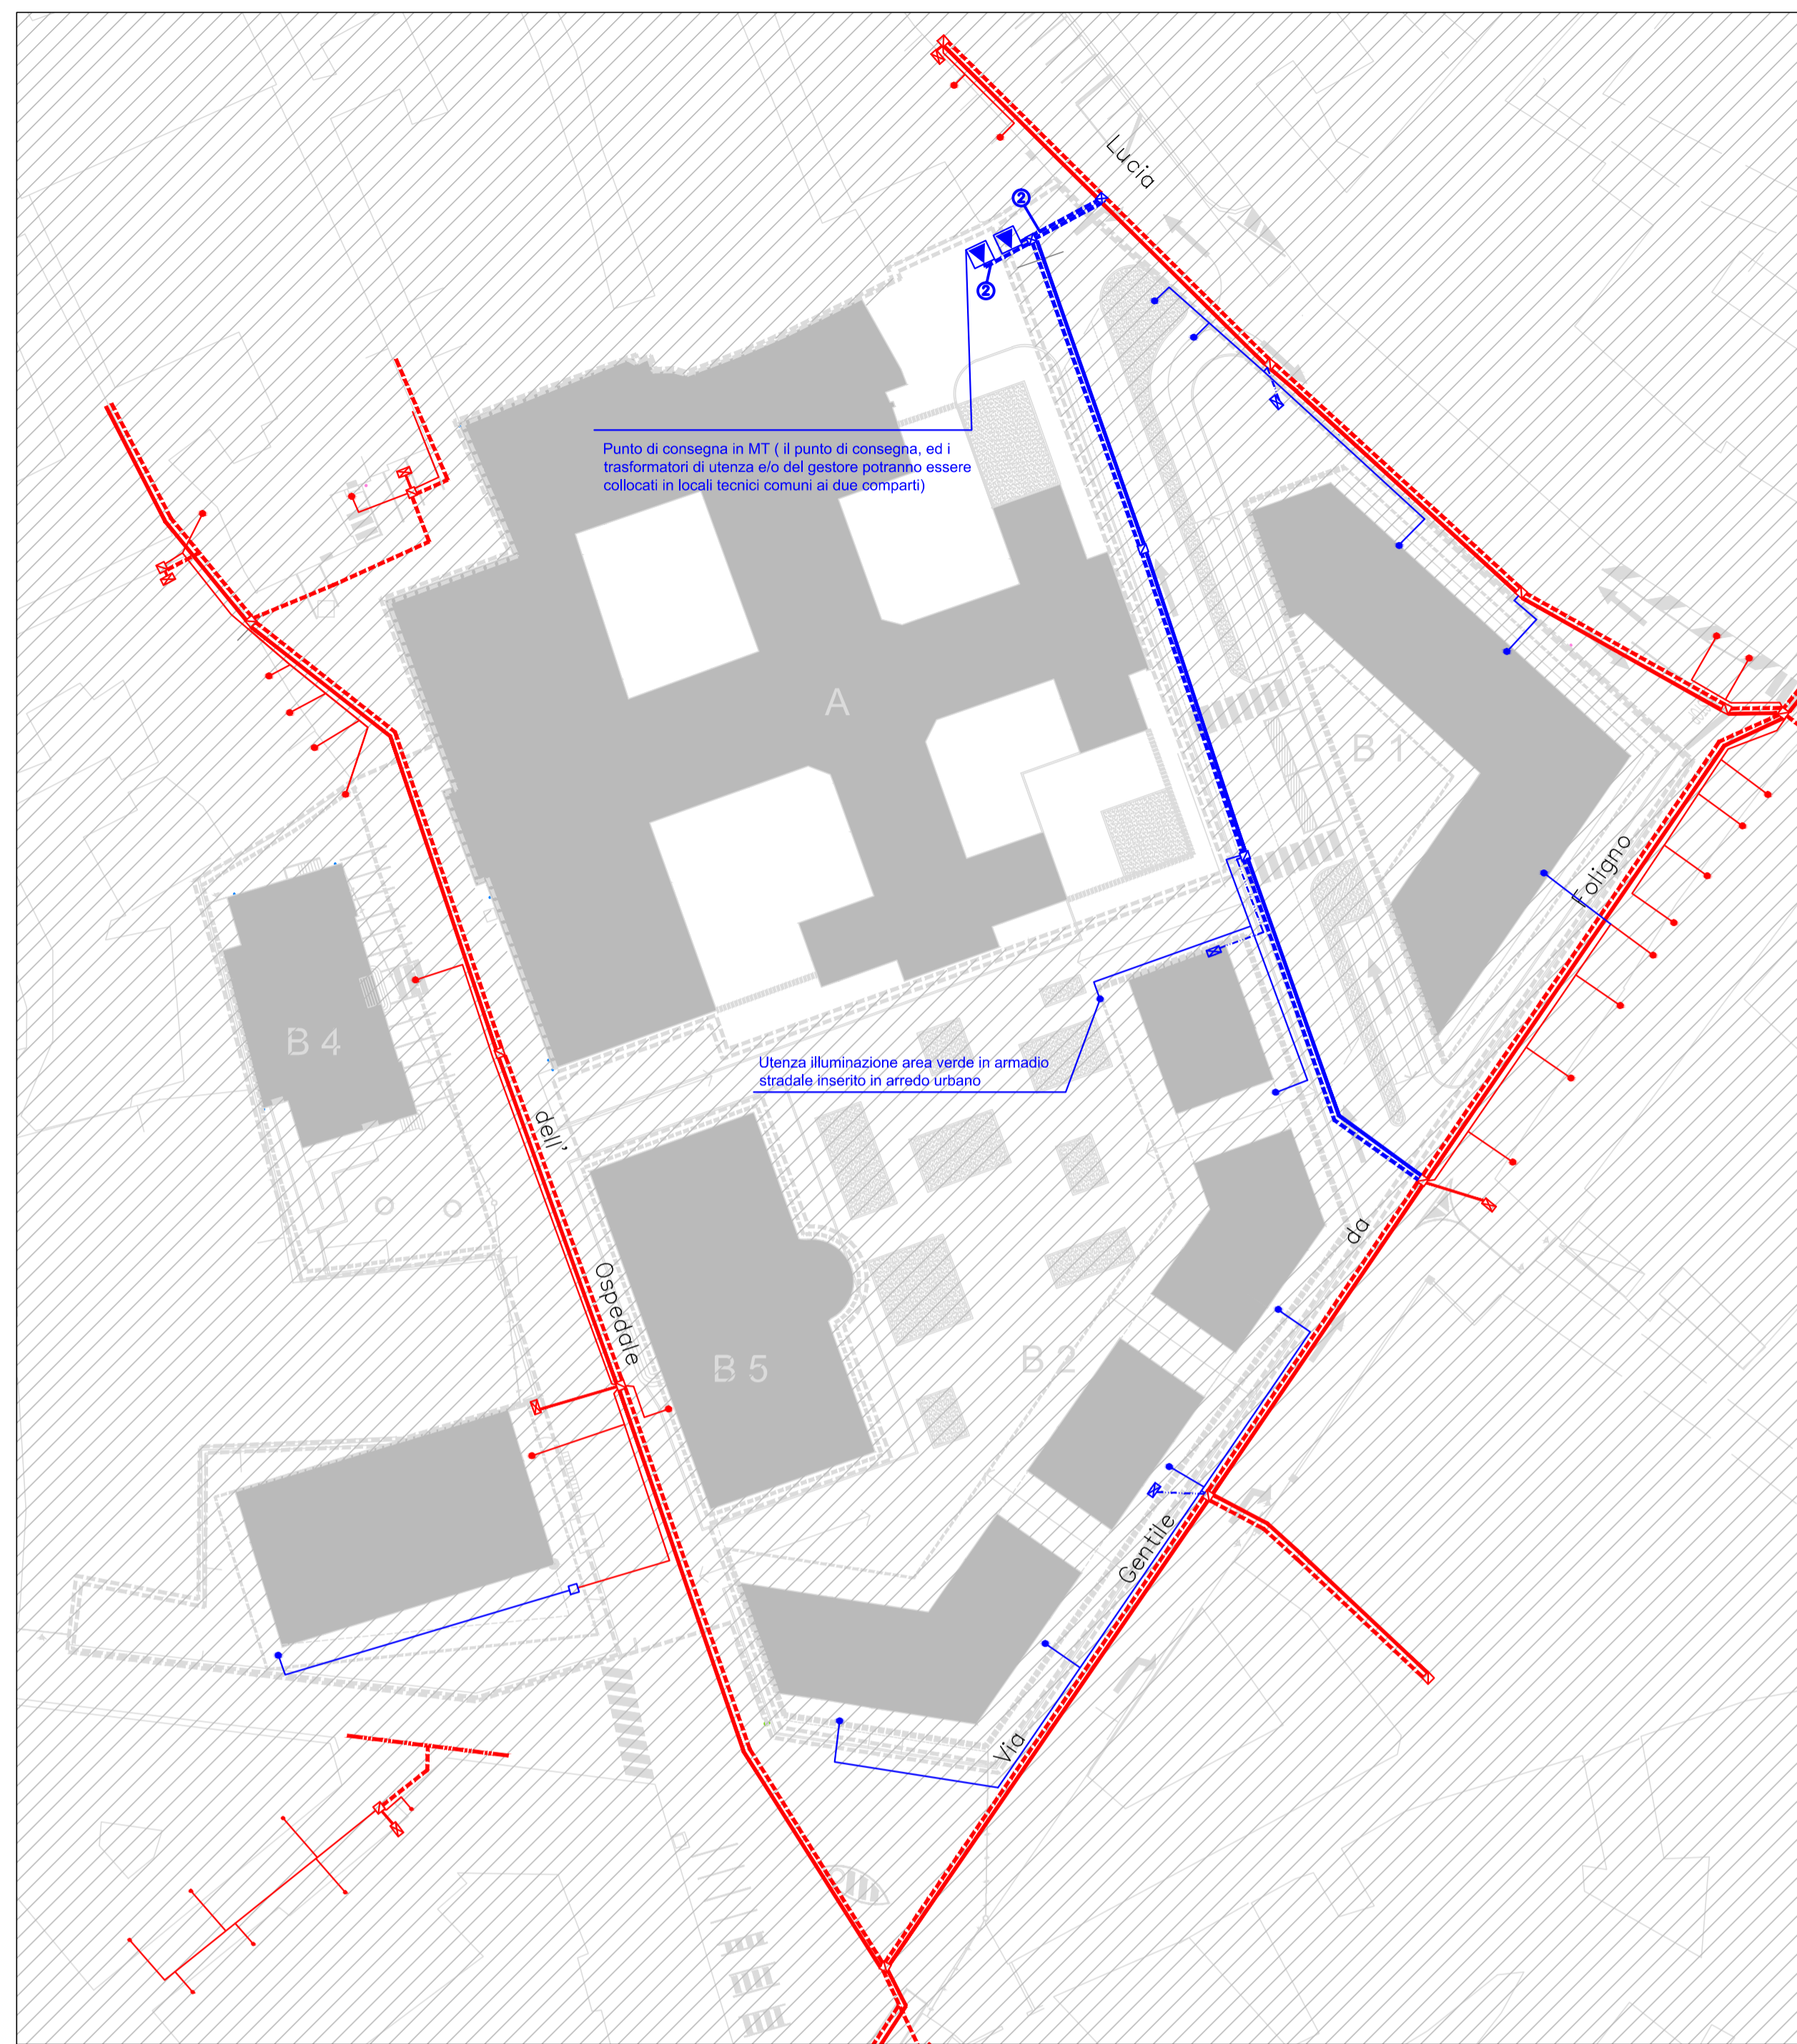 Lucia
2
2
Punto di consegna in MT ( il punto di consegna, ed i
trasformatori di utenza e/o del gestore potranno essere
collocati in locali tecnici comuni ai due comparti)
A
B 1
Foligno
B 4
Utenza illuminazione area verde in armadio
stradale inserito in arredo urbano
dell'
da
Ospedale
B 5
B 2
Gentile
Via